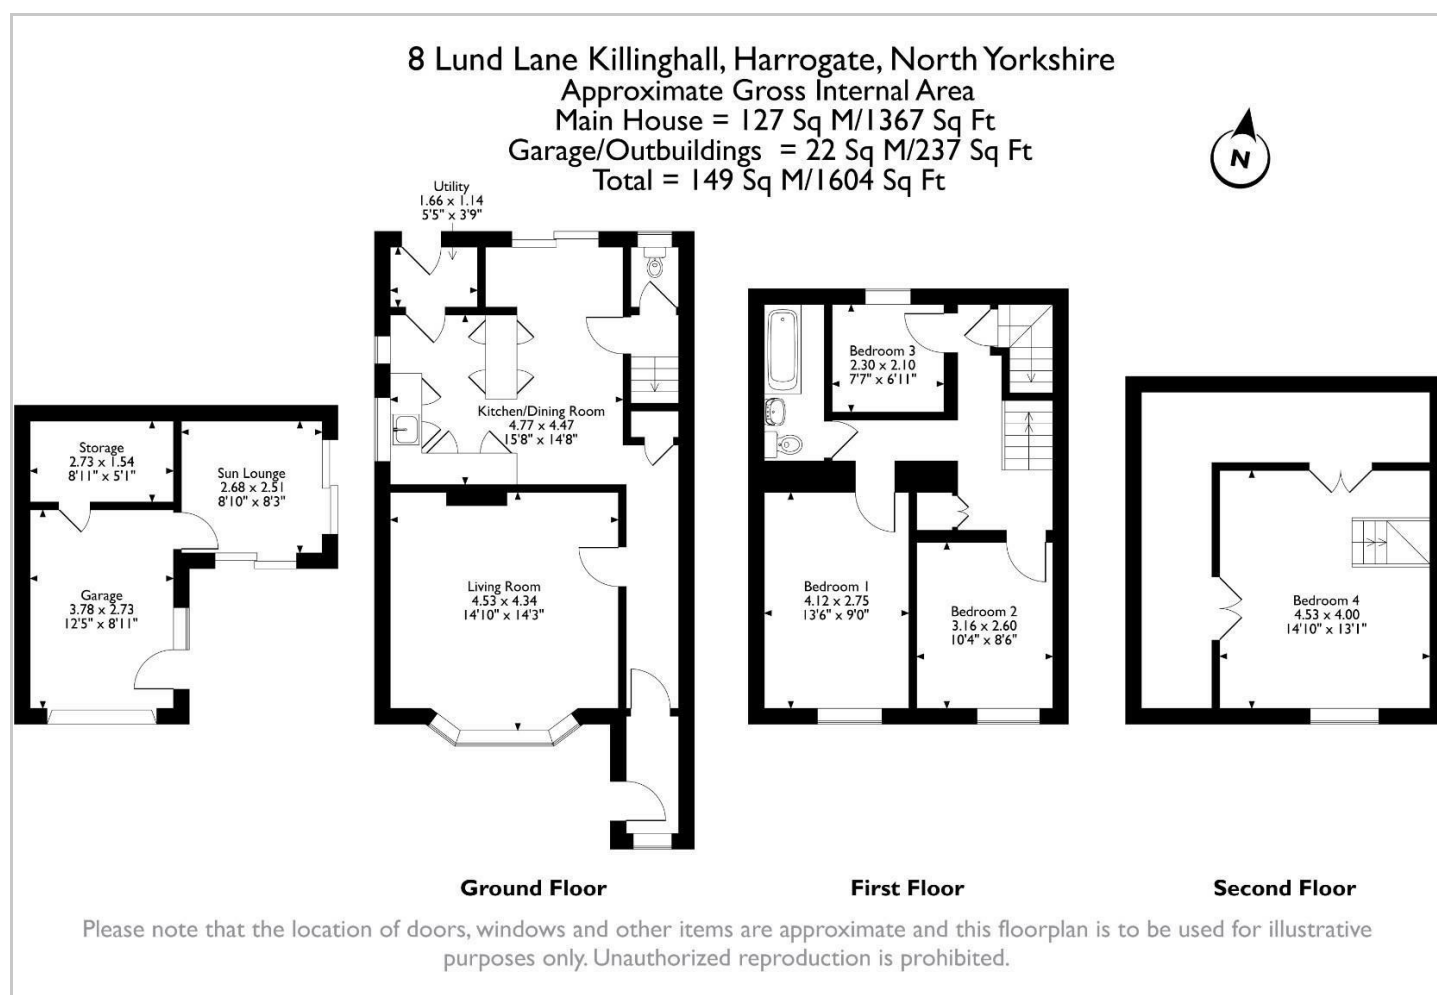 8 Lund Lane Killinghall, Harrogate, North Yorkshire
Approximate Gross Internal Area
Main House = 127 Sq M/1367 Sq Ft
Garage/Outbuildings = 22 Sq M/237 Sq Ft
Total = 149 Sq M/1604 Sq Ft
N
Utility
1.66 x 1.14
5'5" x 3'9"
Storage
2.73 x 1.54
8'11" x 5'1"
Sun Lounge
2.68 x 2.51
8'10" x 8'3"
Garage
3.78 x 2.73
12'5" x 8'11"
Kitchen/Dining Room
4.77 x 4.47
15'8" x 14'8"
Living Room
4.53 x 4.34
14'10" x 14'3"
Bedroom 3
2.30 x 2.10
7'7" x 6'11"
Bedroom 1
4.12 x 2.75
13'6" x 9'0"
Bedroom 2
3.16 x 2.60
10'4" x 8'6"
Bedroom 4
4.53 x 4.00
14'10" x 13'1"
Ground Floor
First Floor
Second Floor
Please note that the location of doors, windows and other items are approximate and this floorplan is to be used for illustrative
purposes only. Unauthorized reproduction is prohibited.